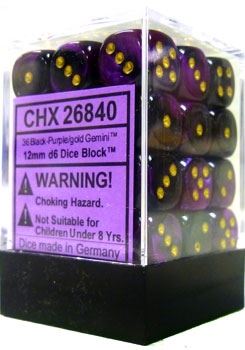 CHX 26840
36 Black-Purple/gold Gemini™
12mm d6 Dice Block™
WARNING!
Choking Hazard.
Not Suitable for
Children Under 8 Yrs.
Dice made in Germany